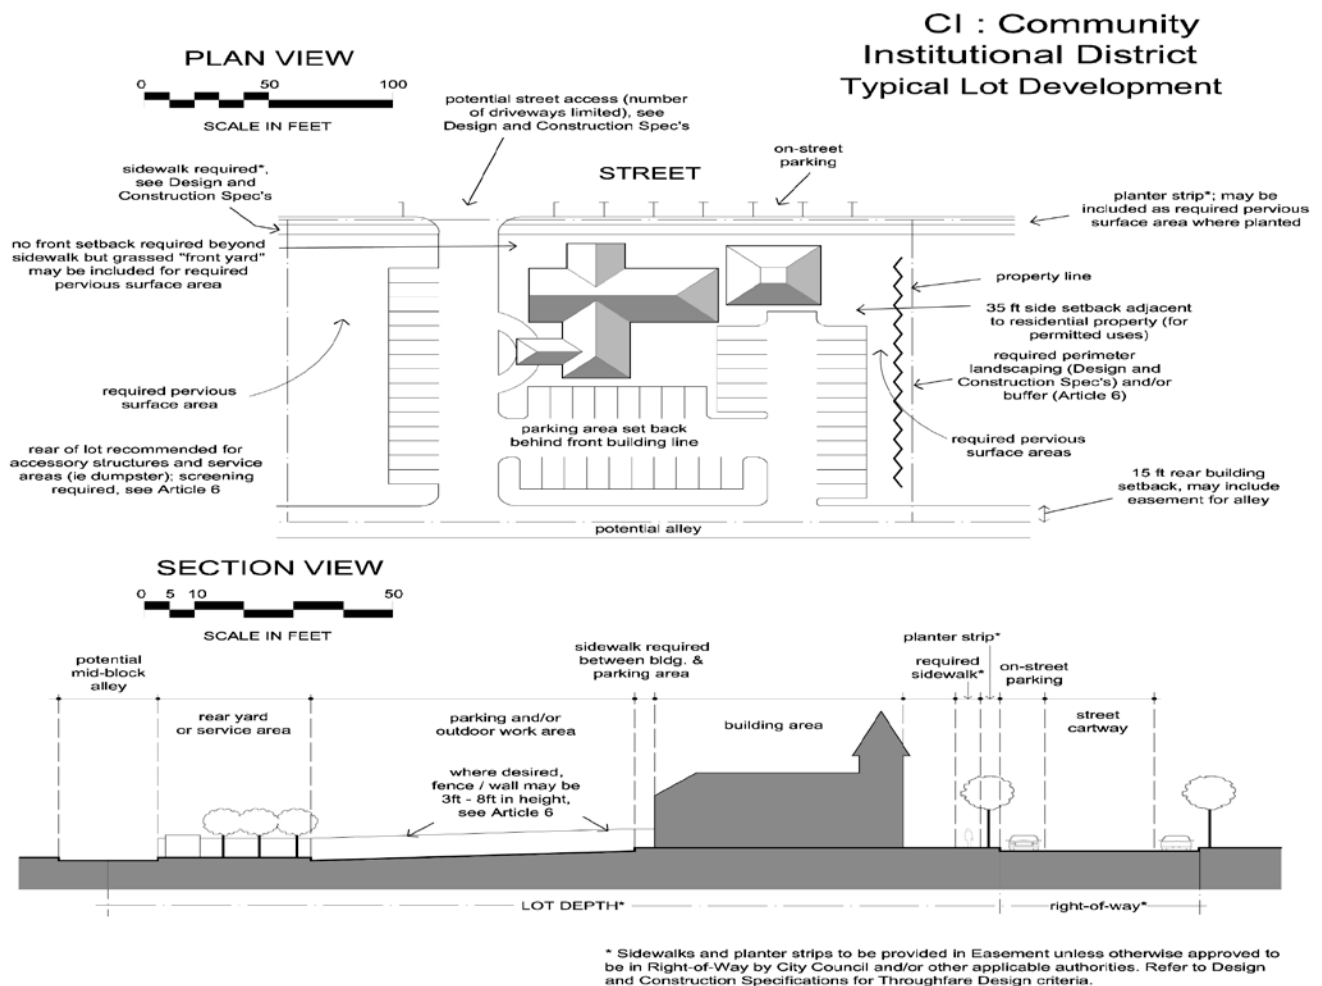 CI : Community
Institutional District
Typical Lot Development
PLAN VIEW
0 50 100
SCALE IN FEET
potential street access (number
of driveways limited), see
Design and Construction Spec's
on-street
parking
STREET
sidewalk required*,
see Design and
Construction Spec's
planter strip*; may be
included as required pervious
surface area where planted
no front setback required beyond
sidewalk but grassed "front yard"
may be included for required
pervious surface area
property line
35 ft side setback adjacent
to residential property (for
permitted uses)
required perimeter
landscaping (Design and
Construction Spec's) and/or
buffer (Article 6)
required pervious
surface area
parking area set back
behind front building line
required pervious
surface areas
rear of lot recommended for
accessory structures and service
areas (ie dumpster); screening
required, see Article 6
15 ft rear building
setback, may include
easement for alley
potential alley
SECTION VIEW
0 5 10 50
SCALE IN FEET
potential
mid-block
alley
rear yard
or service area
parking and/or
outdoor work area
where desired,
fence / wall may be
3ft - 8ft in height,
see Article 6
sidewalk required
between bldg. &
parking area
building area
planter strip*
required
sidewalk*
on-street
parking
street
cartway
LOT DEPTH*
right-of-way*
* Sidewalks and planter strips to be provided in Easement unless otherwise approved to
be in Right-of-Way by City Council and/or other applicable authorities. Refer to Design
and Construction Specifications for Throughfare Design criteria.